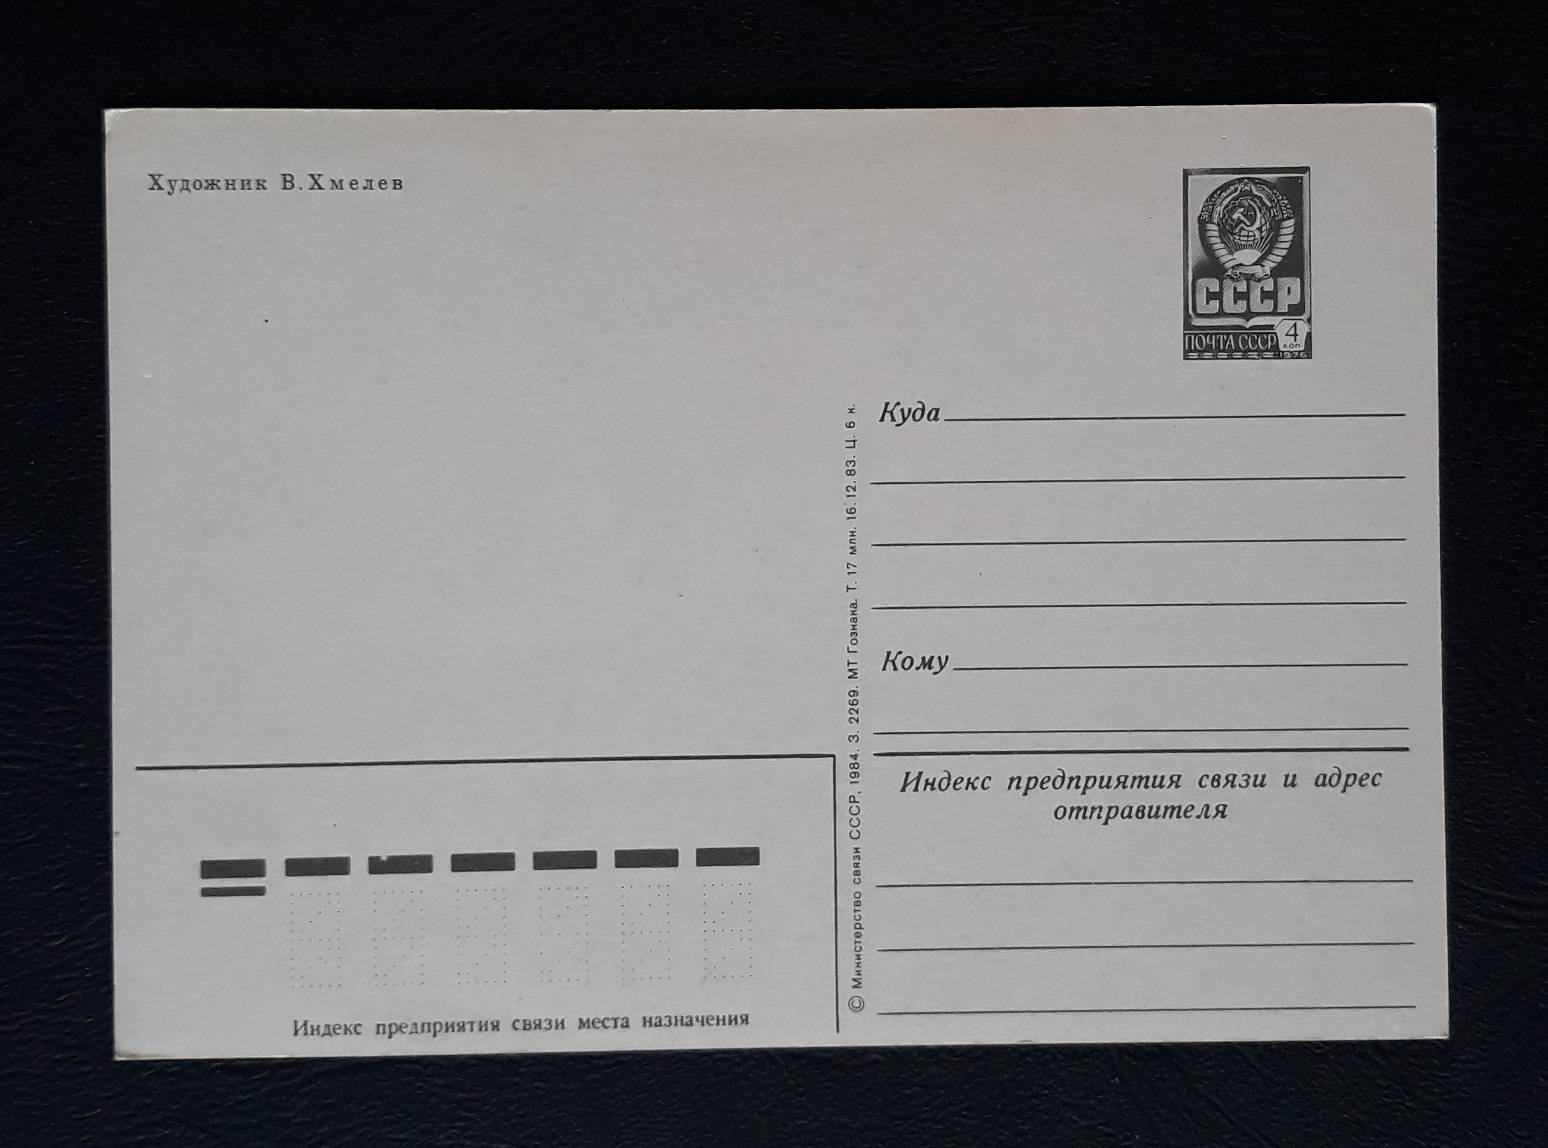 Художник В. Хмелев
СССР
ПОЧТА СССР
4
коп
1976
Куда
Кому
Индекс предприятия связи и адрес
отправителя
© Министерство связи СССР, 1984. З. 2269. МТ Гознака. Т. 17 млн. 16. 12. 83. Ц. 6 к.
Индекс предприятия связи места назначения